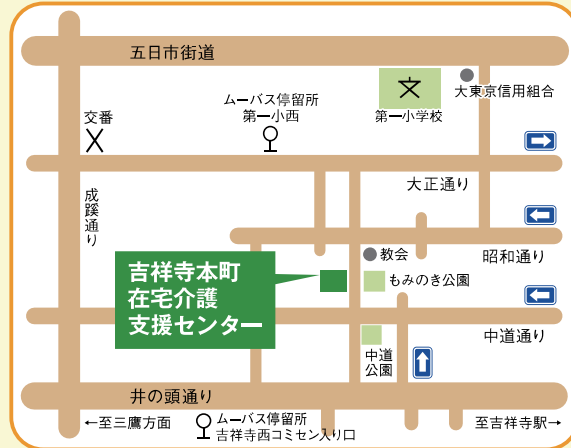 五日市街道
大東京信用組合
ムーバス停留所
第一小西
第一小学校
交番
大正通り
成蹊通り
昭和通り
教会
吉祥寺本町
在宅介護
支援センター
もみのき公園
中道通り
中道
公園
井の頭通り
←至三鷹方面
ムーバス停留所
吉祥寺西コミセン入り口
至吉祥寺駅→